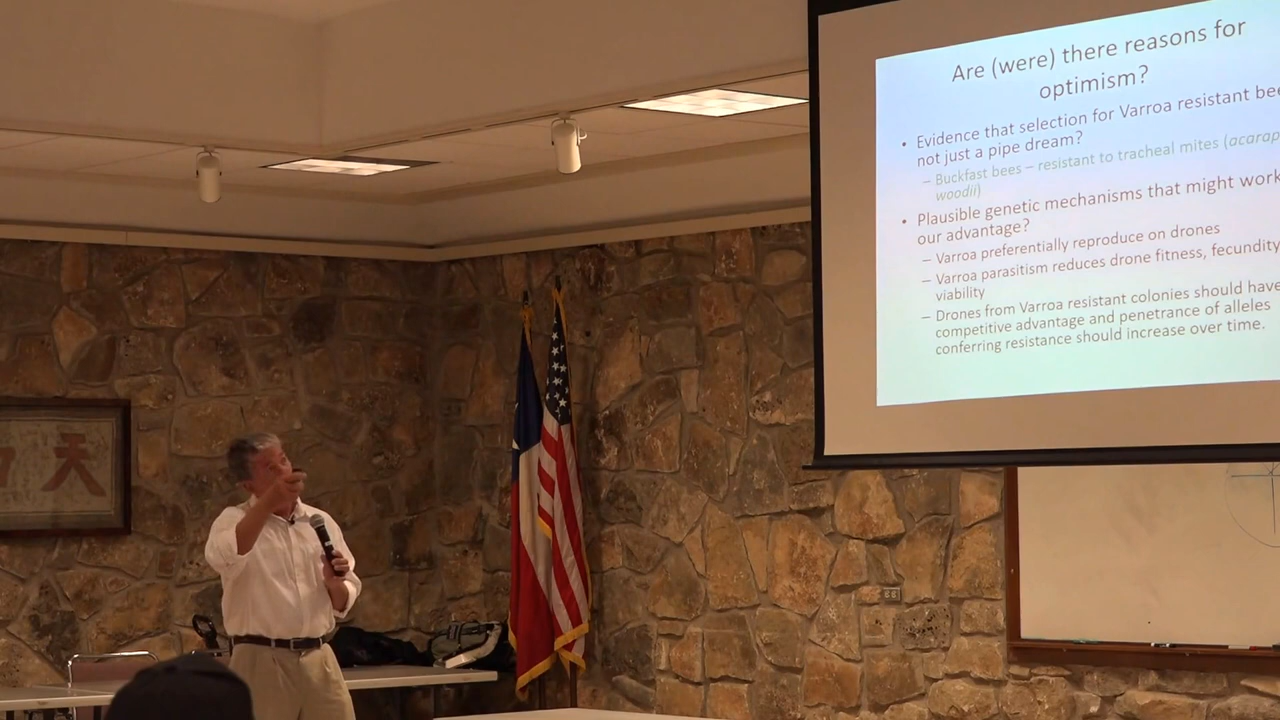 Are (were) there reasons for
optimism?
• Evidence that selection for Varroa resistant bee
not just a pipe dream?
– Buckfast bees – resistant to tracheal mites (acarap
woodii)
• Plausible genetic mechanisms that might work
our advantage?
– Varroa preferentially reproduce on drones
– Varroa parasitism reduces drone fitness, fecundity
viability
– Drones from Varroa resistant colonies should have
competitive advantage and penetrance of alleles
conferring resistance should increase over time.
天